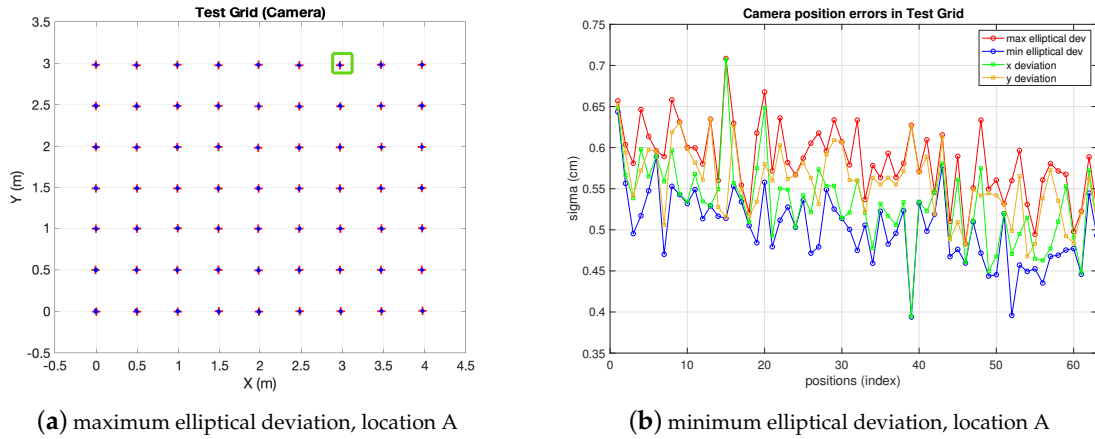 Test Grid (Camera)
3.5
3
2.5
2
1.5
1
0.5
0
-0.5
Y (m)
-0.5 0 0.5 1 1.5 2 2.5 3 3.5 4 4.5
X (m)
(a) maximum elliptical deviation, location A
Camera position errors in Test Grid
0.75
0.7
0.65
0.6
0.55
0.5
0.45
0.4
0.35
sigma (cm)
max elliptical dev
min elliptical dev
x deviation
y deviation
0 10 20 30 40 50 60
positions (index)
(b) minimum elliptical deviation, location A